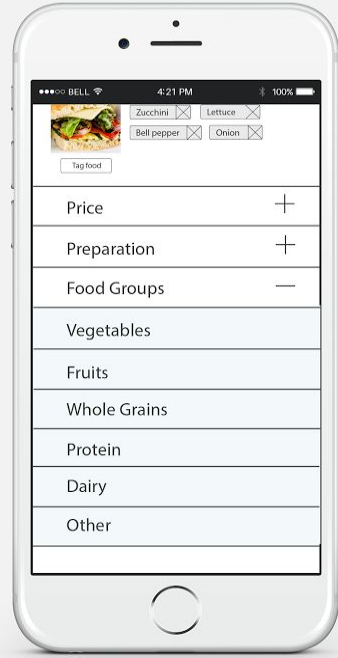 BELL 4:21 PM 100%
Zucchini Lettuce
Bell pepper Onion
Tag food
Price
Preparation
Food Groups
Vegetables
Fruits
Whole Grains
Protein
Dairy
Other